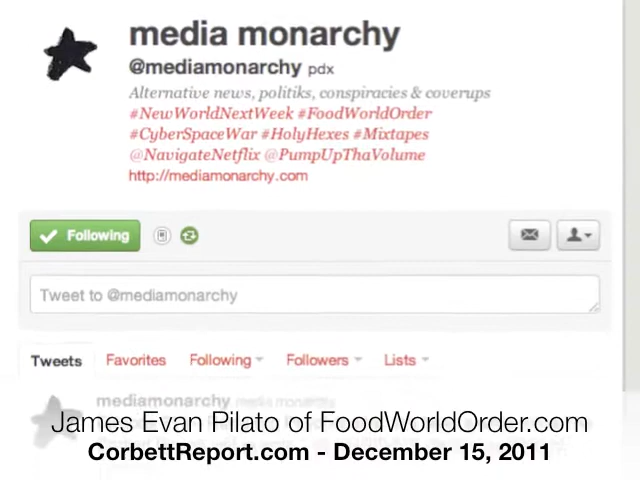 media monarchy
@mediamonarchy pdx
Alternative news, politiks, conspiracies & coverups
#NewWorldNextWeek #FoodWorldOrder
#CyberSpaceWar #HolyHexes #Mixtapes
@NavigateNetflix @PumpUpThaVolume
http://mediamonarchy.com
Following
Tweet to @mediamonarchy
Tweets Favorites Following Followers Lists
mediamonarchy media monarchy
James Evan Pilato of FoodWorldOrder.com
CorbettReport.com - December 15, 2011